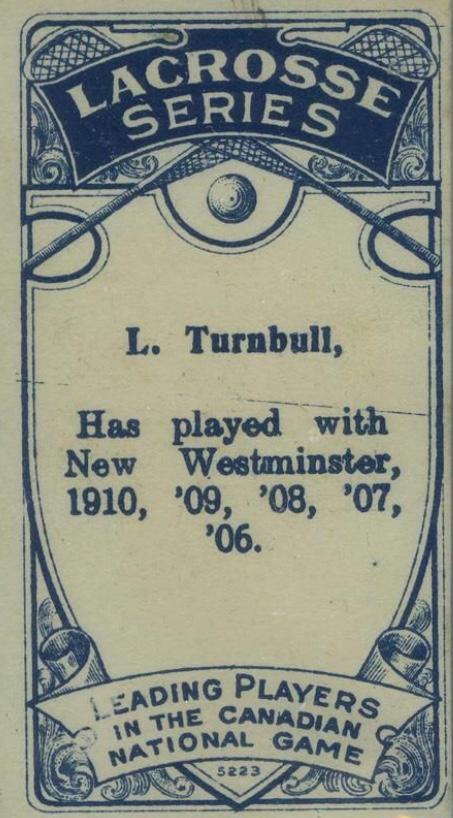 LACROSSE
SERIES
L. Turnbull,
Has played with
New Westminster,
1910, '09, '08, '07,
'06.
LEADING PLAYERS
IN THE CANADIAN
NATIONAL GAME
5223